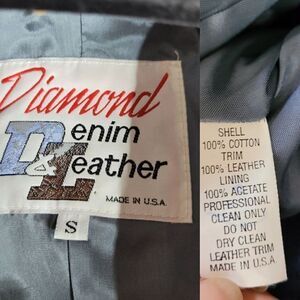 Diamond
Denim
&
Leather
MADE IN U.S.A.
S
SHELL
100% COTTON
TRIM
100% LEATHER
LINING
100% ACETATE
PROFESSIONAL
CLEAN ONLY
DO NOT
DRY CLEAN
LEATHER TRIM
MADE IN U.S.A.